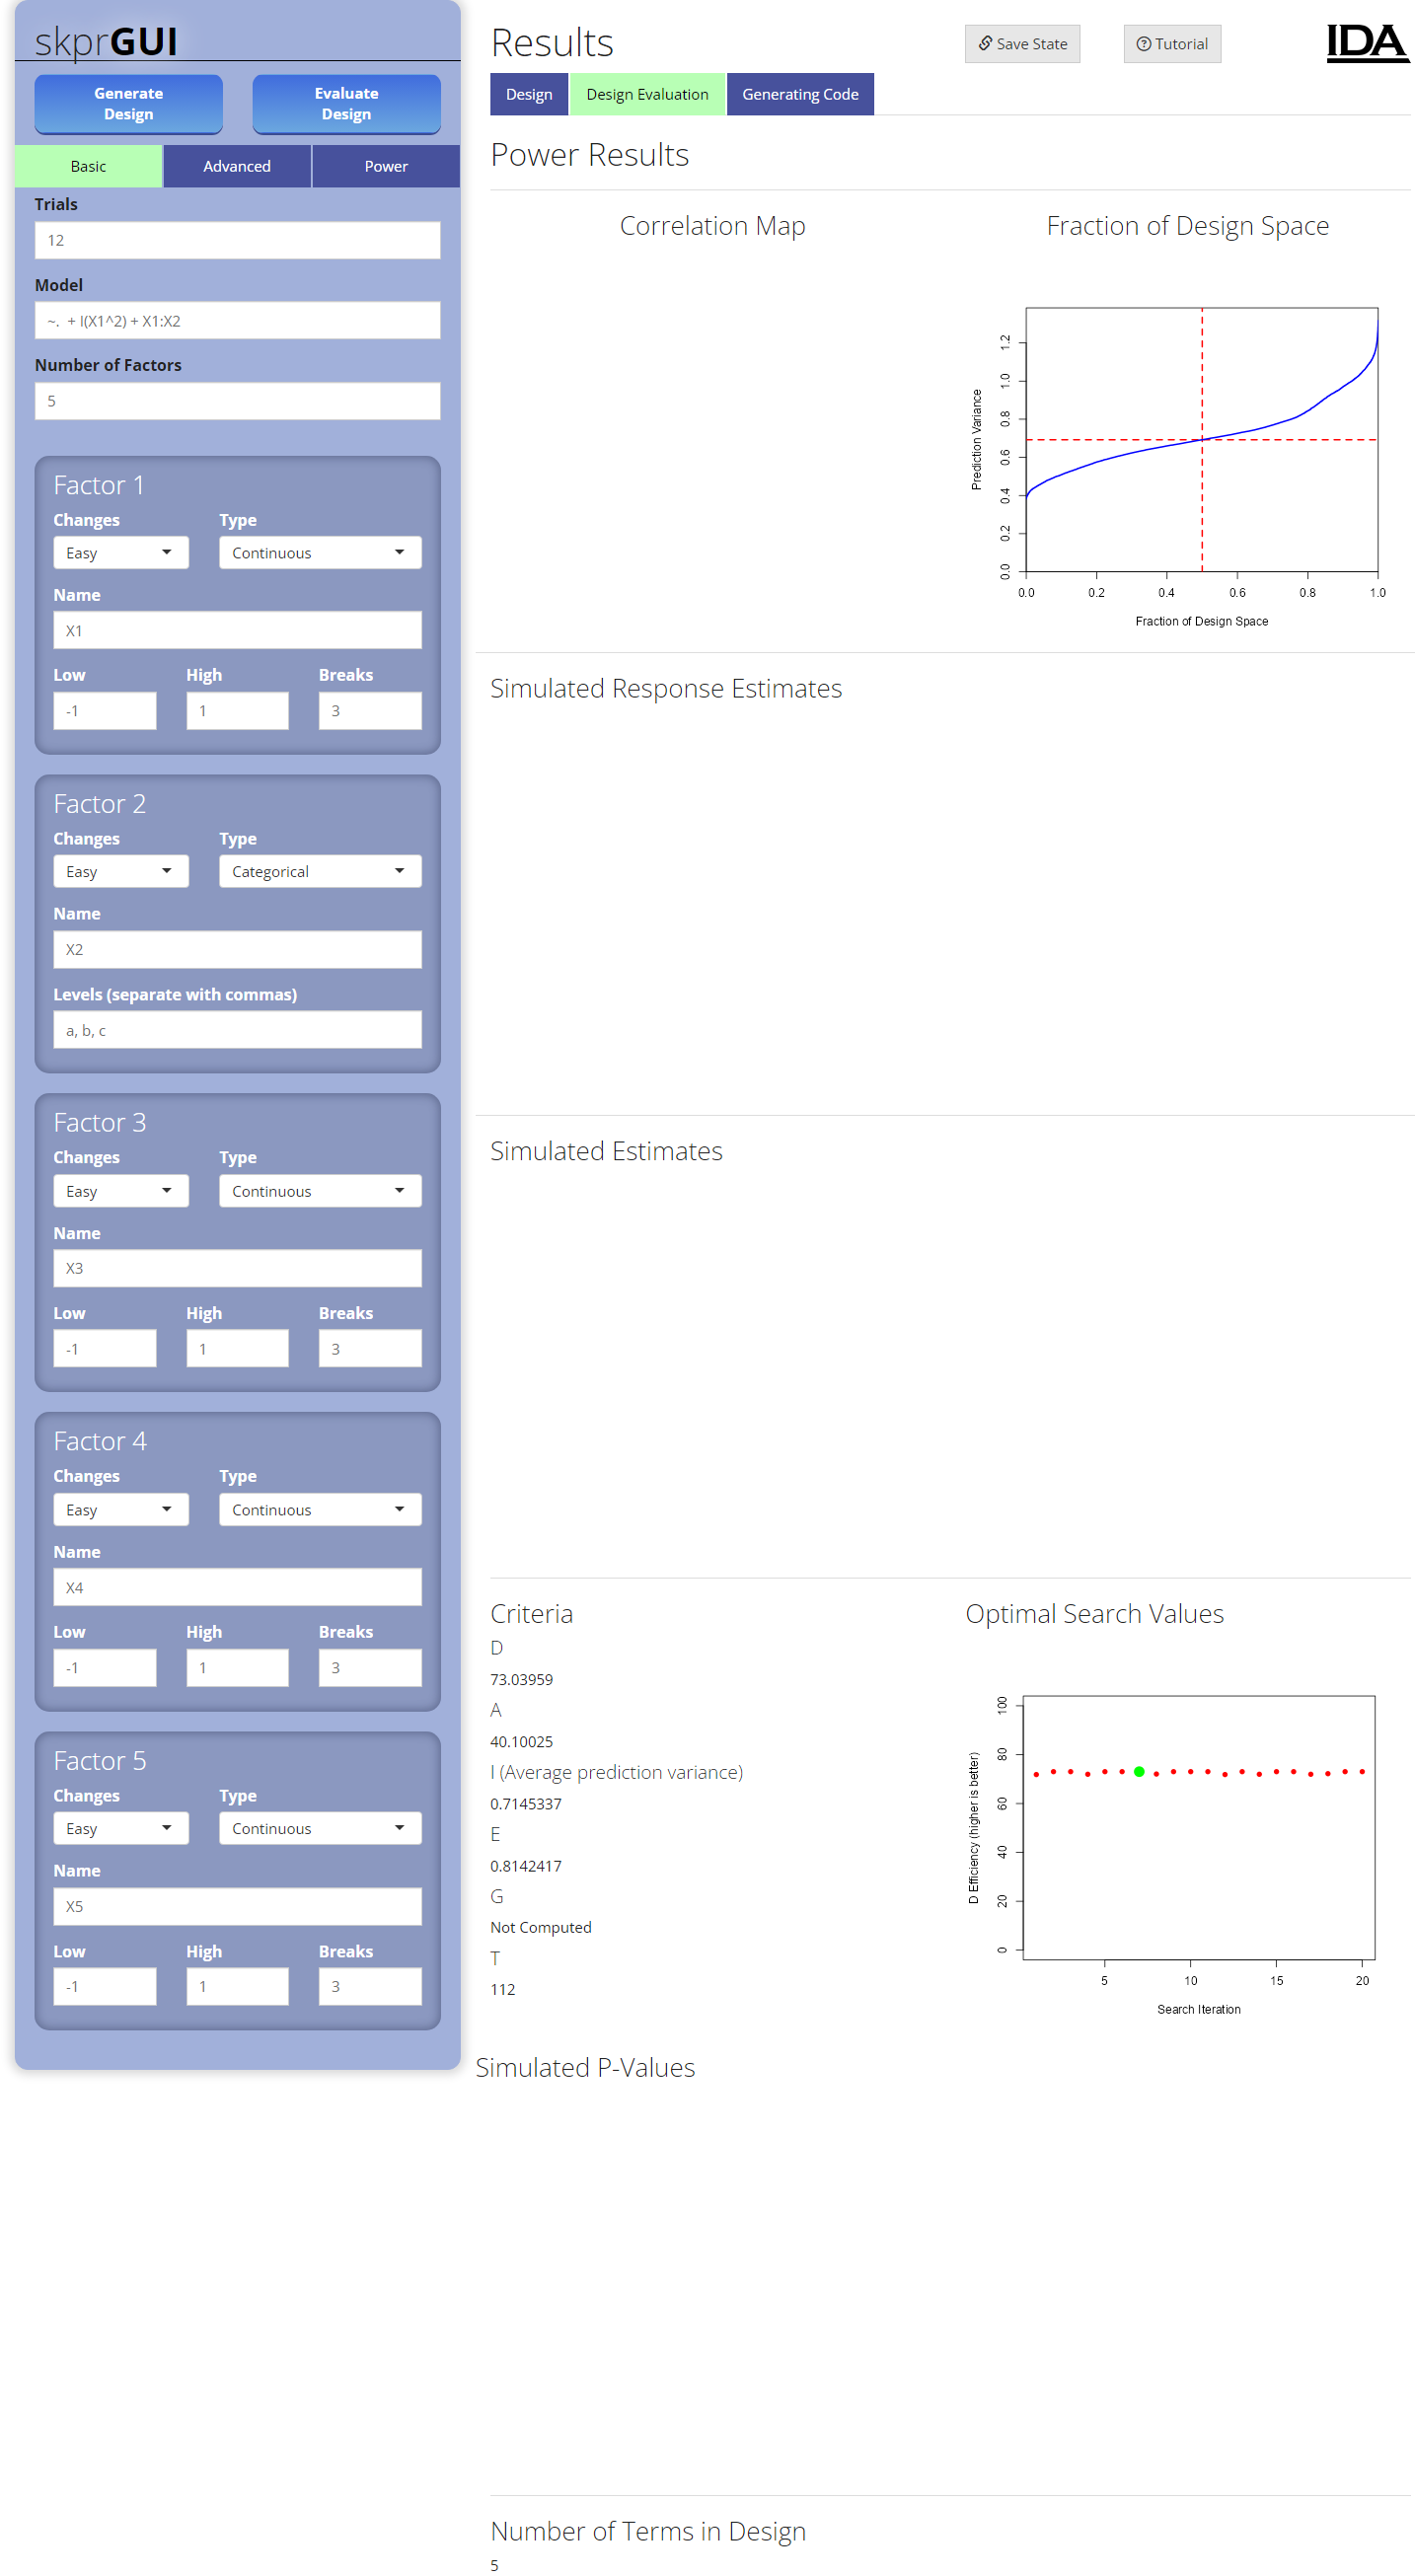 skprGUI
Generate
Design
Evaluate
Design
Basic
Advanced
Power
Trials
12
Model
~.  + I(X1^2) + X1:X2
Number of Factors
5
Factor 1
Changes
Type
Easy
Continuous
Name
X1
Low
High
Breaks
-1
1
3
Factor 2
Changes
Type
Easy
Categorical
Name
X2
Levels (separate with commas)
a, b, c
Factor 3
Changes
Type
Easy
Continuous
Name
X3
Low
High
Breaks
-1
1
3
Factor 4
Changes
Type
Easy
Continuous
Name
X4
Low
High
Breaks
-1
1
3
Factor 5
Changes
Type
Easy
Continuous
Name
X5
Low
High
Breaks
-1
1
3
Results
Save State
Tutorial
IDA
Design
Design Evaluation
Generating Code
Power Results
Correlation Map
Fraction of Design Space
Prediction Variance
1.2
1.0
0.8
0.6
0.4
0.2
0.0
0.0 0.2 0.4 0.6 0.8 1.0
Fraction of Design Space
Simulated Response Estimates
Simulated Estimates
Criteria
D
73.03959
A
40.10025
I (Average prediction variance)
0.7145337
E
0.8142417
G
Not Computed
T
112
Optimal Search Values
D Efficiency (higher is better)
100
80
60
40
20
0
5 10 15 20
Search Iteration
Simulated P-Values
Number of Terms in Design
5